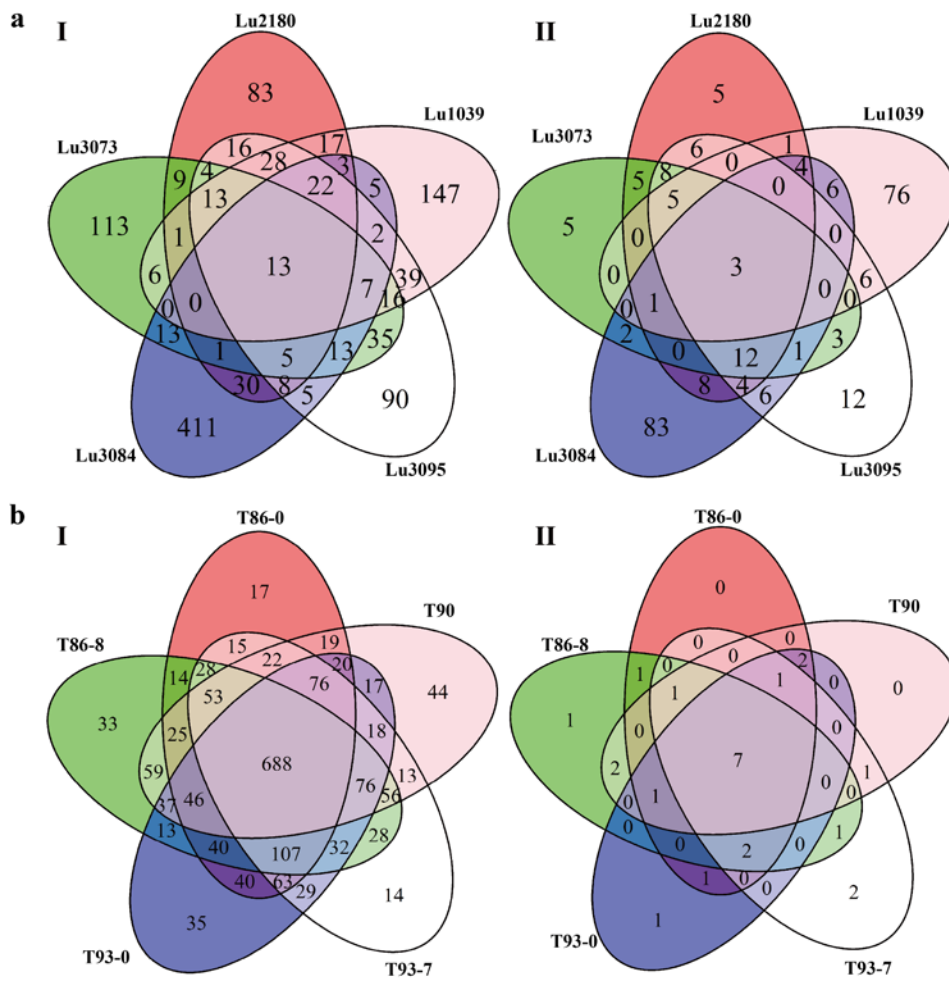 a
I
Lu2180
II
Lu2180
83
5
Lu1039
Lu1039
Lu3073
Lu3073
16 17
6 1
28 3
0 4
9 4 22 5 147
5 8 0 6 76
13
5
113 1 2
5 0 0
13
3
6 7 39
0 0 6
0 0 16
0 1 0
13 35
2 3
1 5 13
0 12 1
30 8 5 90
8 4 6 12
411
83
Lu3084
Lu3084
Lu3095
Lu3095
b
I
T86-0
II
T86-0
17
0
T90
T90
T86-8
T86-8
15 19
0 0
22 20
0 2
14 28 76 17 44
1 0 1 0 0
53
1
33 25 18
1 0 0
688
7
59 76 13
2 0 1
37 46 56
0 1 0
13 28
0 1
40 107 32
0 2 0
40 63 29 14
1 0 0 2
35
1
T93-0
T93-0
T93-7
T93-7